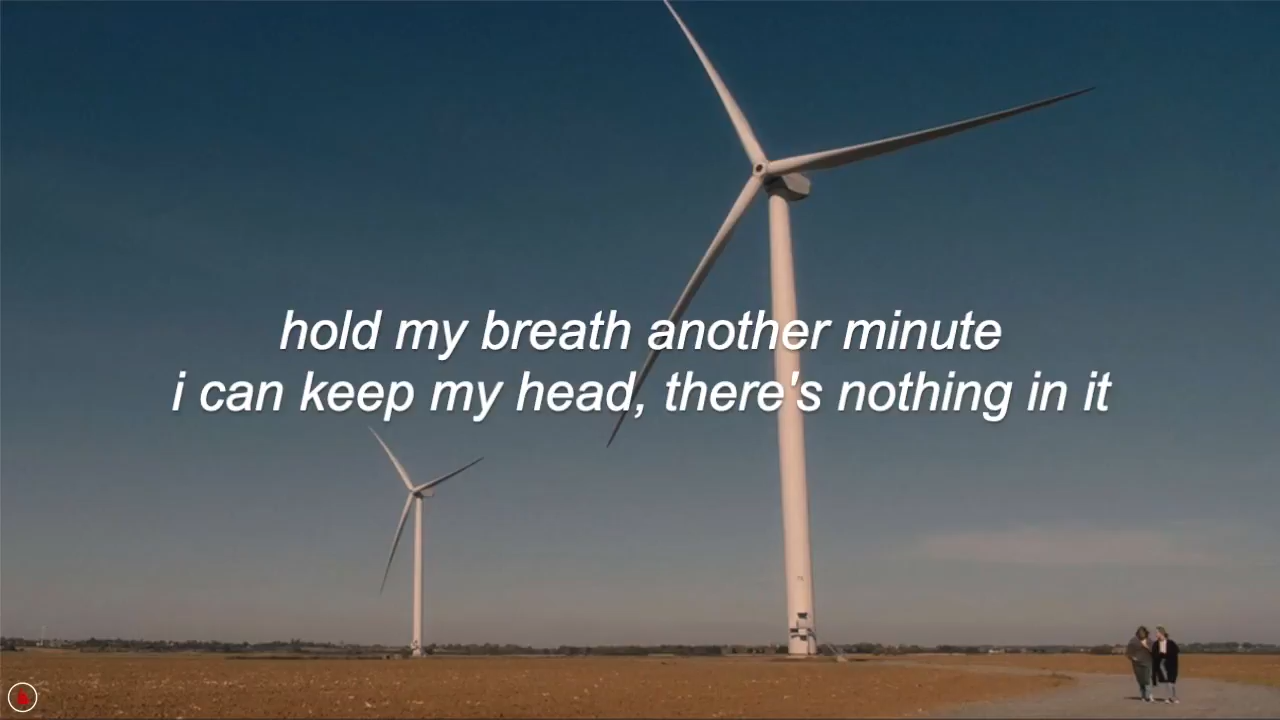 hold my breath another minute
i can keep my head, there's nothing in it